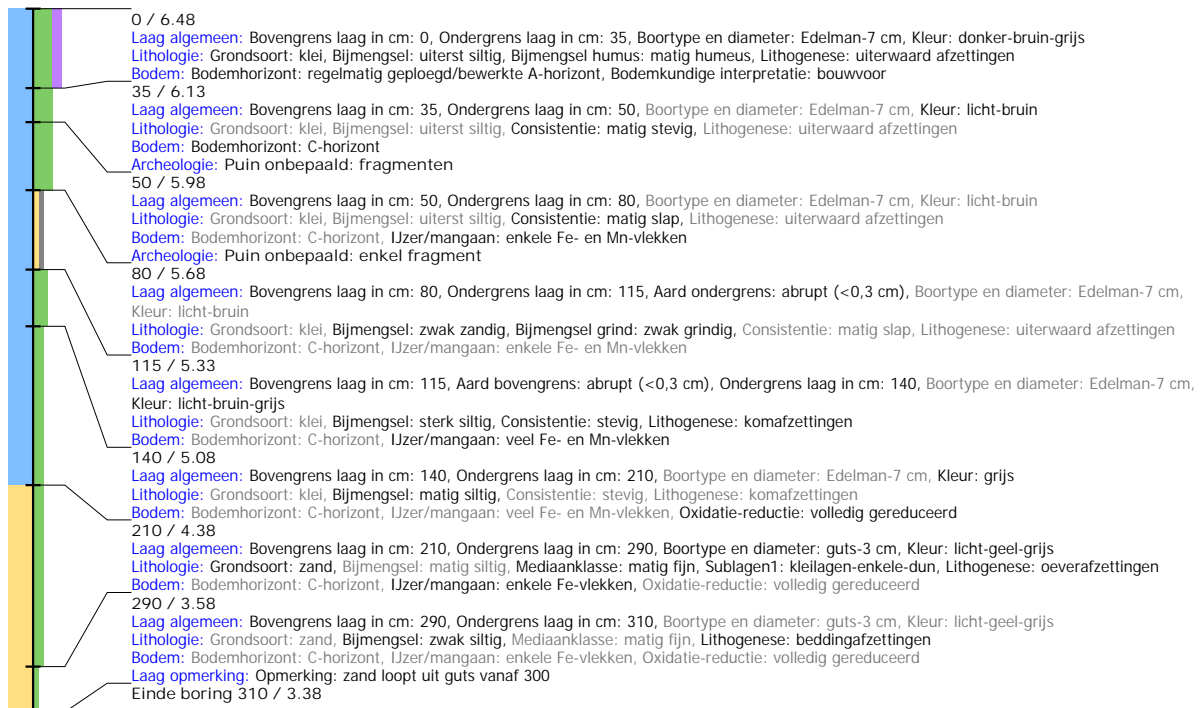 0 / 6.48
Laag algemeen: Bovengrens laag in cm: 0, Ondergrens laag in cm: 35, Boortype en diameter: Edelman-7 cm, Kleur: donker-bruin-grijs
Lithologie: Grondsoort: klei, Bijmengsel: uiterst siltig, Bijmengsel humus: matig humeus, Lithogenese: uiterwaard afzettingen
Bodem: Bodemhorizont: regelmatig geploegd/bewerkte A-horizont, Bodemkundige interpretatie: bouwvoor
35 / 6.13
Laag algemeen: Bovengrens laag in cm: 35, Ondergrens laag in cm: 50, Boortype en diameter: Edelman-7 cm, Kleur: licht-bruin
Lithologie: Grondsoort: klei, Bijmengsel: uiterst siltig, Consistentie: matig stevig, Lithogenese: uiterwaard afzettingen
Bodem: Bodemhorizont: C-horizont
Archeologie: Puin onbepaald: fragmenten
50 / 5.98
Laag algemeen: Bovengrens laag in cm: 50, Ondergrens laag in cm: 80, Boortype en diameter: Edelman-7 cm, Kleur: licht-bruin
Lithologie: Grondsoort: klei, Bijmengsel: uiterst siltig, Consistentie: matig slap, Lithogenese: uiterwaard afzettingen
Bodem: Bodemhorizont: C-horizont, IJzer/mangaan: enkele Fe- en Mn-vlekken
Archeologie: Puin onbepaald: enkel fragment
80 / 5.68
Laag algemeen: Bovengrens laag in cm: 80, Ondergrens laag in cm: 115, Aard ondergrens: abrupt (<0,3 cm), Boortype en diameter: Edelman-7 cm,
Kleur: licht-bruin
Lithologie: Grondsoort: klei, Bijmengsel: zwak zandig, Bijmengsel grind: zwak grindig, Consistentie: matig slap, Lithogenese: uiterwaard afzettingen
Bodem: Bodemhorizont: C-horizont, IJzer/mangaan: enkele Fe- en Mn-vlekken
115 / 5.33
Laag algemeen: Bovengrens laag in cm: 115, Aard bovengrens: abrupt (<0,3 cm), Ondergrens laag in cm: 140, Boortype en diameter: Edelman-7 cm,
Kleur: licht-bruin-grijs
Lithologie: Grondsoort: klei, Bijmengsel: sterk siltig, Consistentie: stevig, Lithogenese: komafzettingen
Bodem: Bodemhorizont: C-horizont, IJzer/mangaan: veel Fe- en Mn-vlekken
140 / 5.08
Laag algemeen: Bovengrens laag in cm: 140, Ondergrens laag in cm: 210, Boortype en diameter: Edelman-7 cm, Kleur: grijs
Lithologie: Grondsoort: klei, Bijmengsel: matig siltig, Consistentie: stevig, Lithogenese: komafzettingen
Bodem: Bodemhorizont: C-horizont, IJzer/mangaan: veel Fe- en Mn-vlekken, Oxidatie-reductie: volledig gereduceerd
210 / 4.38
Laag algemeen: Bovengrens laag in cm: 210, Ondergrens laag in cm: 290, Boortype en diameter: guts-3 cm, Kleur: licht-geel-grijs
Lithologie: Grondsoort: zand, Bijmengsel: matig siltig, Mediaanklasse: matig fijn, Sublagen1: kleilagen-enkele-dun, Lithogenese: oeverafzettingen
Bodem: Bodemhorizont: C-horizont, IJzer/mangaan: enkele Fe-vlekken, Oxidatie-reductie: volledig gereduceerd
290 / 3.58
Laag algemeen: Bovengrens laag in cm: 290, Ondergrens laag in cm: 310, Boortype en diameter: guts-3 cm, Kleur: licht-geel-grijs
Lithologie: Grondsoort: zand, Bijmengsel: zwak siltig, Mediaanklasse: matig fijn, Lithogenese: beddingafzettingen
Bodem: Bodemhorizont: C-horizont, IJzer/mangaan: enkele Fe-vlekken, Oxidatie-reductie: volledig gereduceerd
Laag opmerking: Opmerking: zand loopt uit guts vanaf 300
Einde boring 310 / 3.38